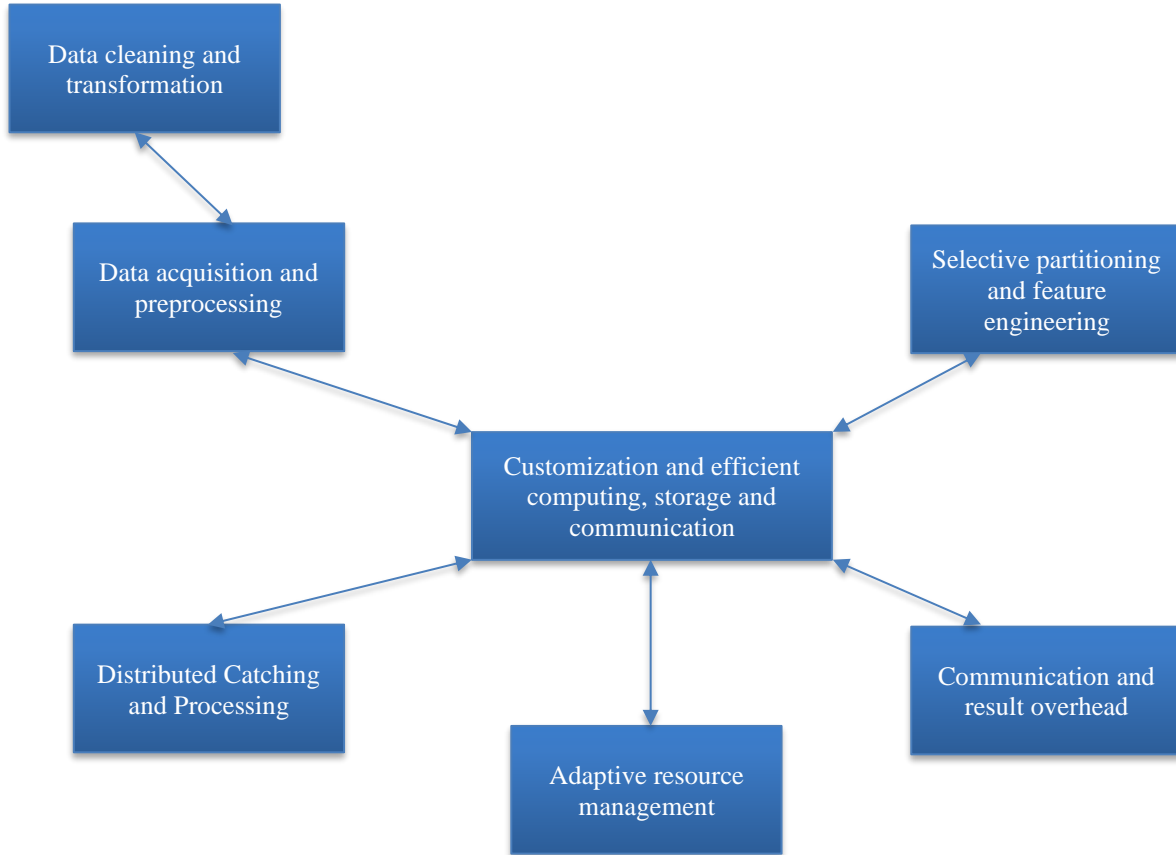 Data cleaning and
transformation
Data acquisition and
preprocessing
Selective partitioning
and feature
engineering
Customization and efficient
computing, storage and
communication
Distributed Catching
and Processing
Adaptive resource
management
Communication and
result overhead